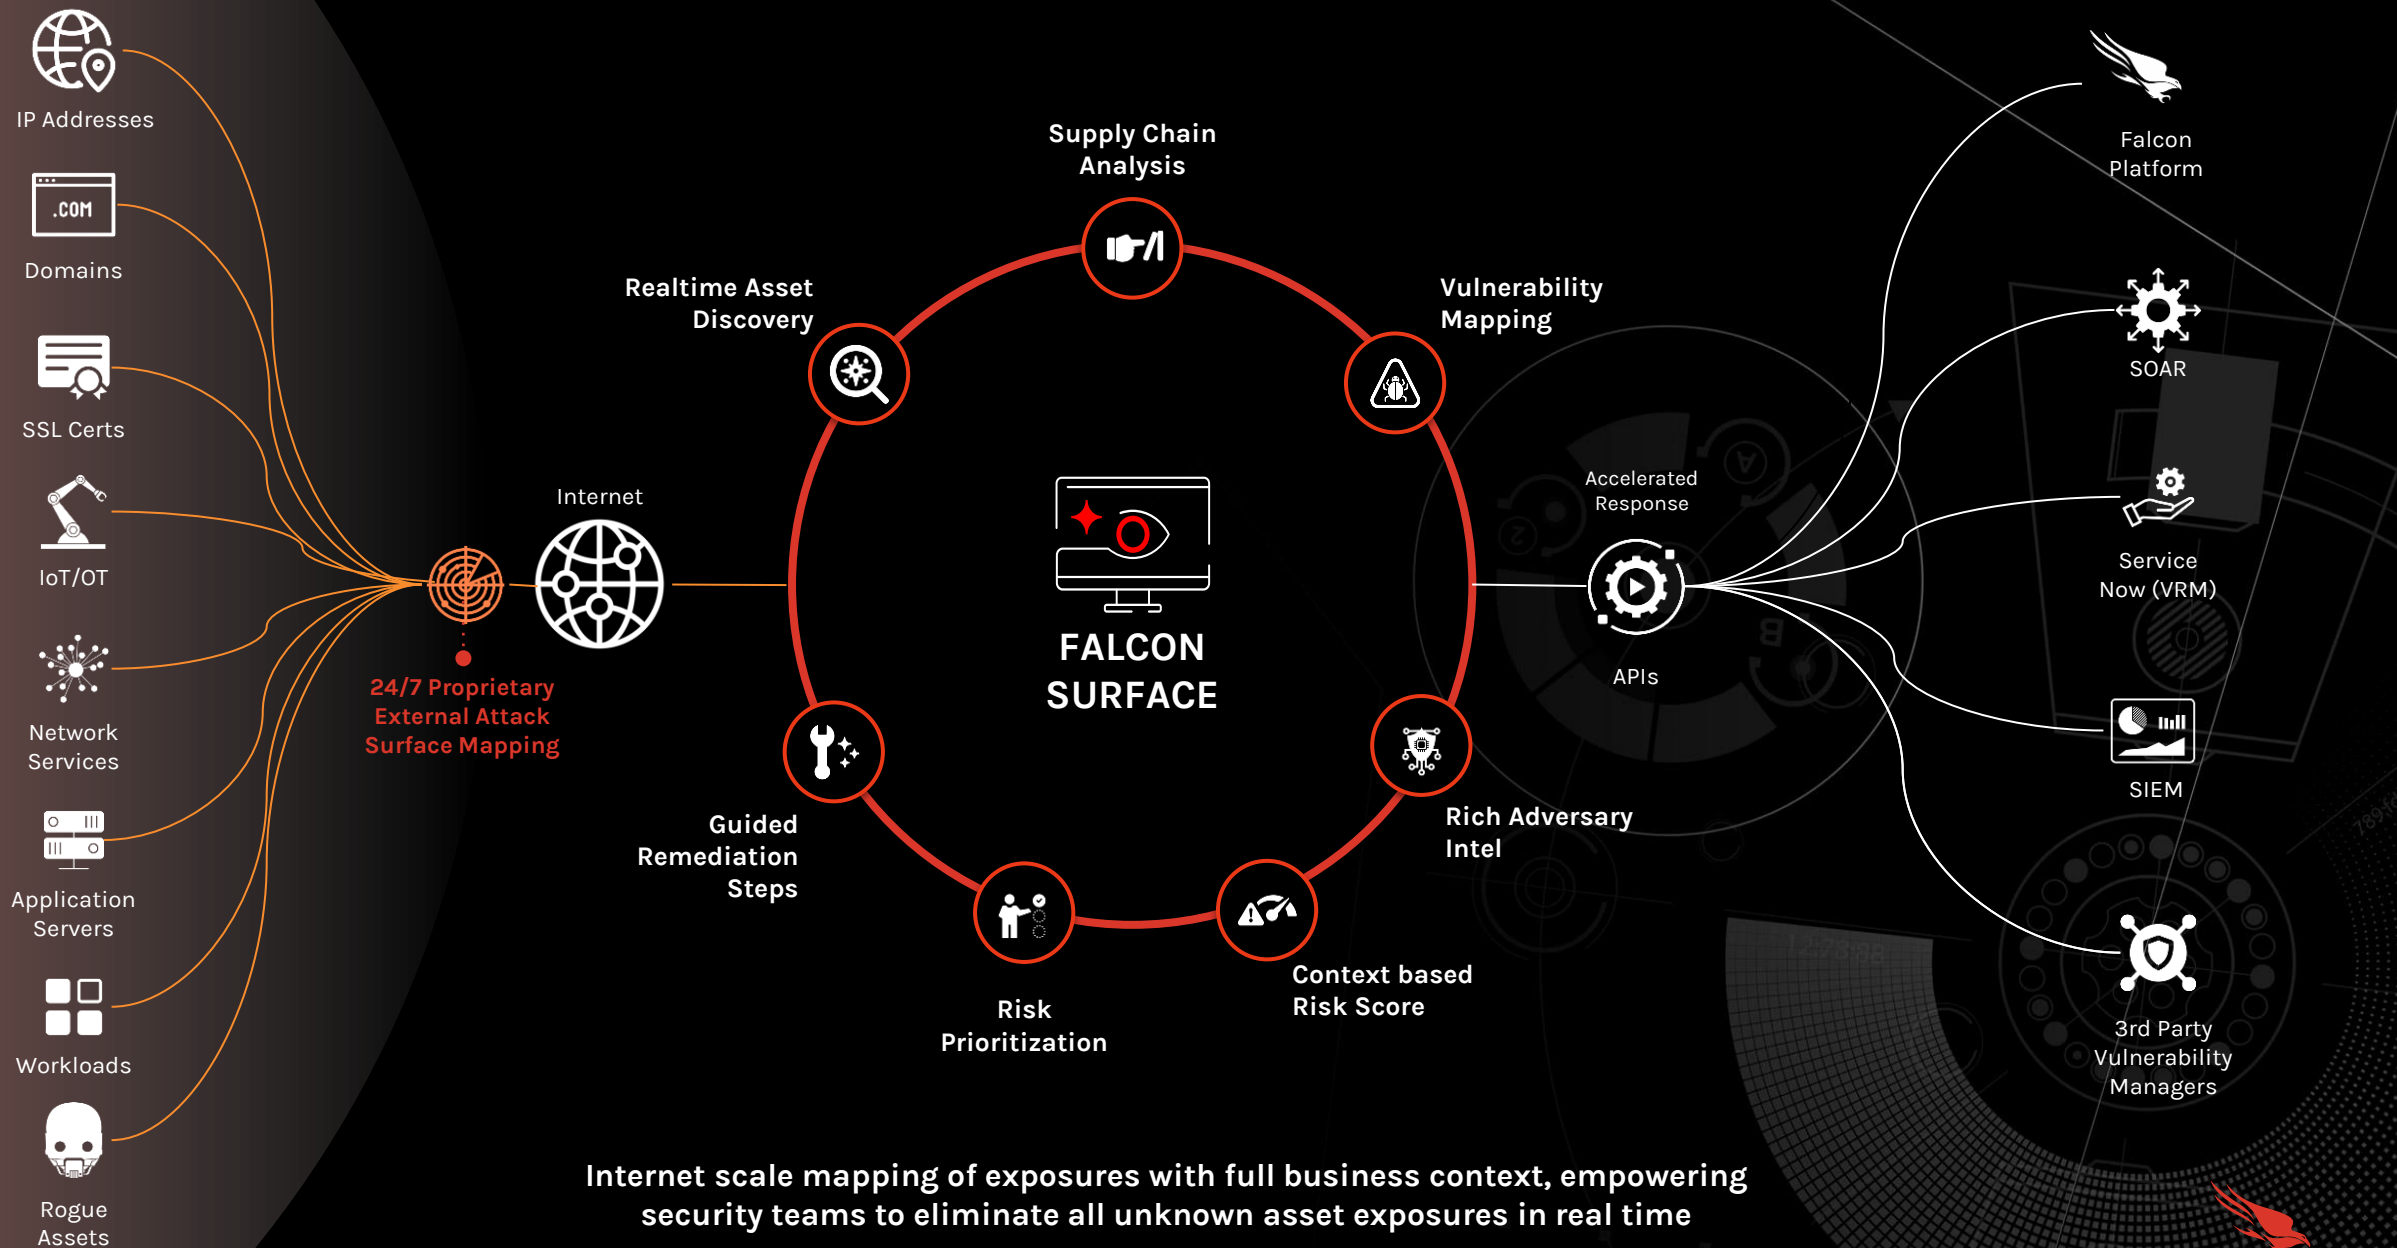 IP Addresses
.COM
Domains
SSL Certs
IoT/OT
Network
Services
Application
Servers
Workloads
Rogue
Assets
24/7 Proprietary
External Attack
Surface Mapping
Internet
Realtime Asset
Discovery
Supply Chain
Analysis
Vulnerability
Mapping
FALCON
SURFACE
Rich Adversary
Intel
Context based
Risk Score
Risk
Prioritization
Guided
Remediation
Steps
Accelerated
Response
APIs
A
2
B
Falcon
Platform
SOAR
Service
Now (VRM)
SIEM
3rd Party
Vulnerability
Managers
Internet scale mapping of exposures with full business context, empowering
security teams to eliminate all unknown asset exposures in real time